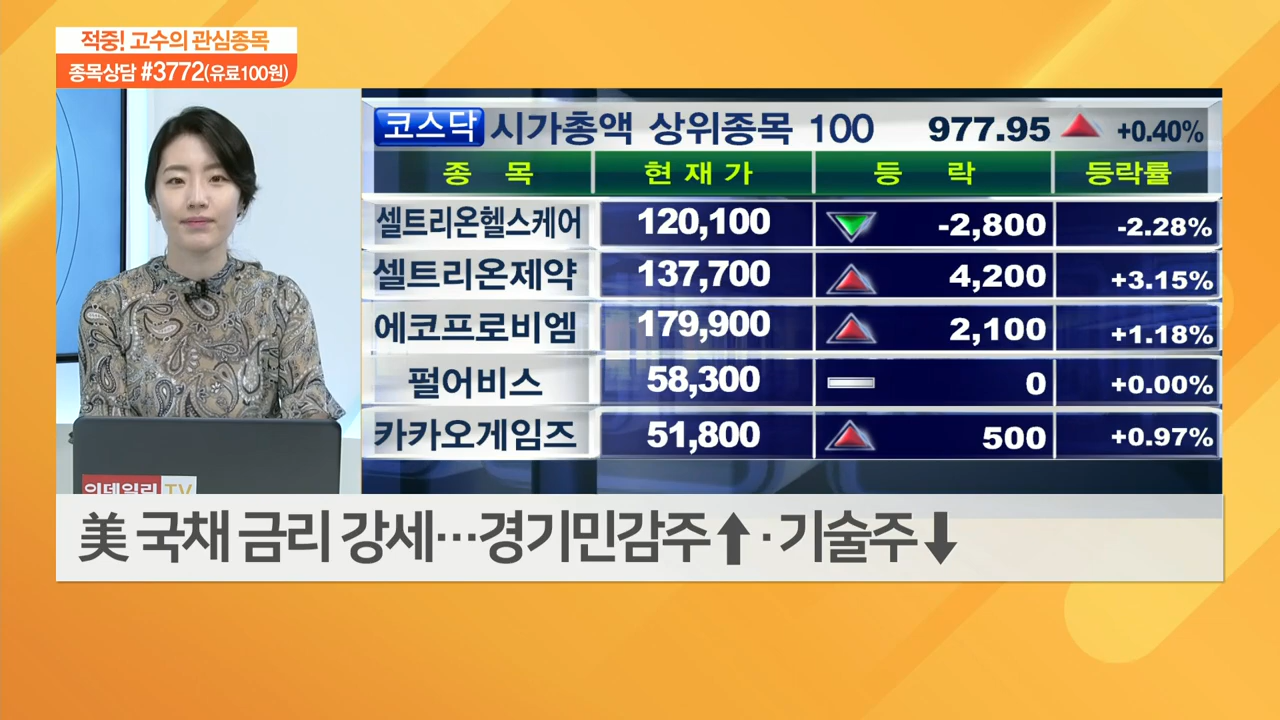 적중! 고수의 관심종목
종목상담 #3772(유료100원)
코스닥 시가총액 상위종목 100 977.95 +0.40%
종 목 현 재 가 등 락 등락률
셀트리온헬스케어 120,100 -2,800 -2.28%
셀트리온제약 137,700 4,200 +3.15%
에코프로비엠 179,900 2,100 +1.18%
펄어비스 58,300 0 +0.00%
카카오게임즈 51,800 500 +0.97%
이데일리 TV
美 국채 금리 강세…경기민감주↑·기술주↓